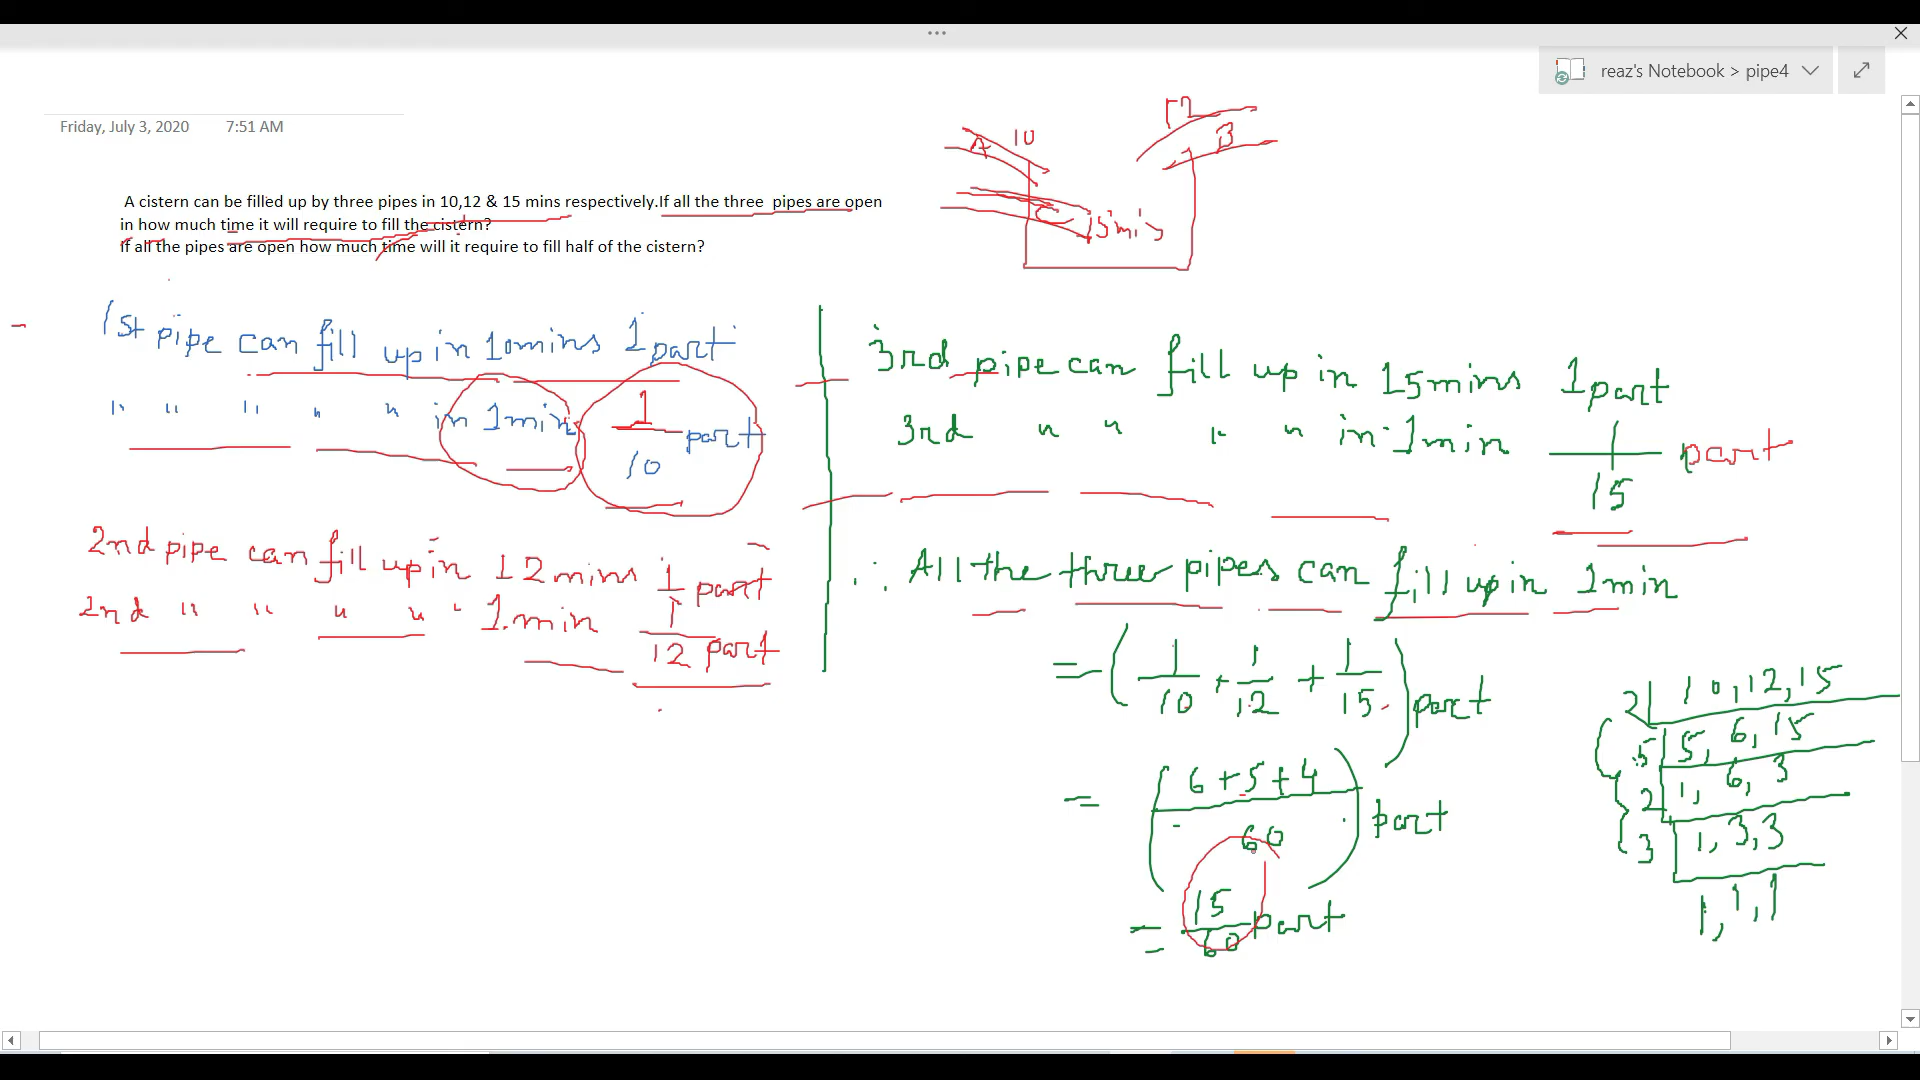 reaz's Notebook > pipe4
Friday, July 3, 2020 7:51 AM
A cistern can be filled up by three pipes in 10,12 & 15 mins respectively.If all the three pipes are open
in how much time it will require to fill the cistern?
If all the pipes are open how much time will it require to fill half of the cistern?
A 10
12
B
C 15 mis
1st pipe can fill up in 10mins 1 part
" " " " " in 1 min 1/10 part
2nd pipe can fill up in 12 mins 1 part
2nd " " " " " 1 min 1/12 part
3rd pipe can fill up in 15 mins 1 part
3rd " " " " in 1 min 1/15 part
∴ All the three pipes can fill up in 1 min
= (1/10 + 1/12 + 1/15) part
= (6+5+4/60) part
= 15/60 part
2 | 10, 12, 15
5 | 5, 6, 15
2 | 1, 6, 3
3 | 1, 3, 3
1, 1, 1